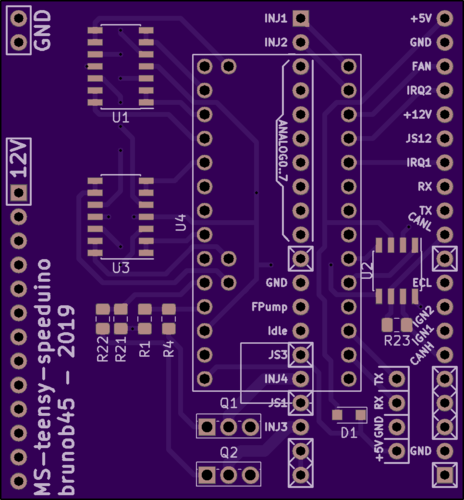 INJ1
+5V
GND
INJ2
GND
FAN
IRQ2
+12V
U1
JS12
ANALOG0..7
12V
IRQ1
RX
TX
CANL
U4
U3
U2
GND
ECL
FPump
IGN2
Idle
IGN1
R22
R21
R1
R4
R23
JS3
CANH
INJ4
TX
Q1
JS1
RX
INJ3
D1
GND
Q2
+5V
GND
MS-teensy-speeduino
brunob45 - 2019